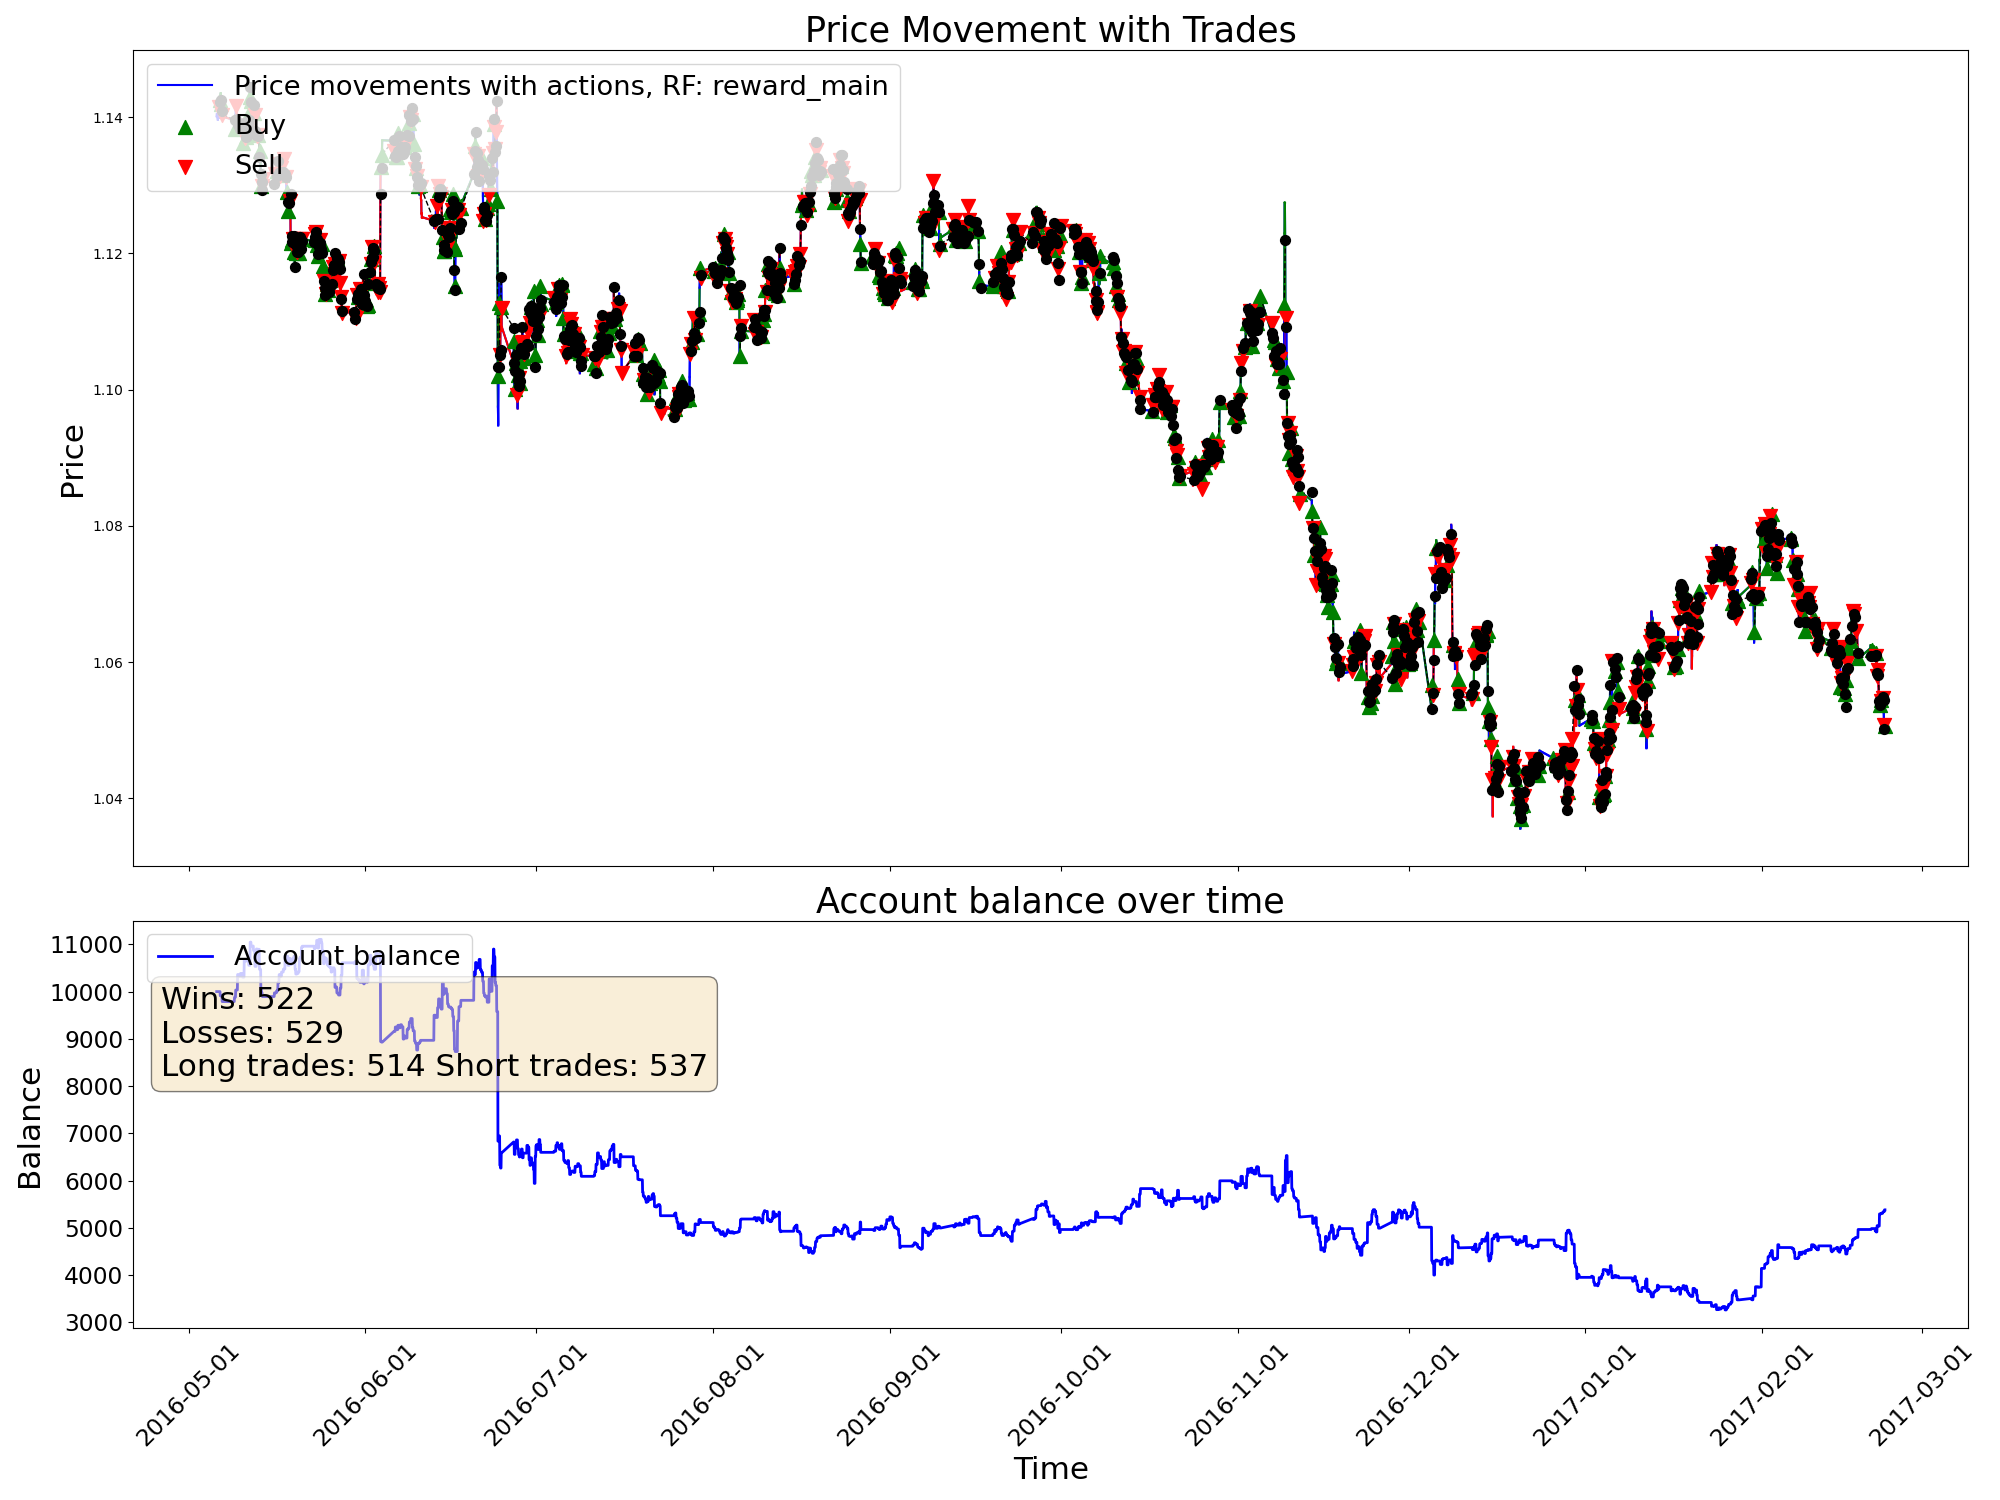 Price Movement with Trades
Price movements with actions, RF: reward_main
Buy
Sell
1.14
1.12
1.10
1.08
1.06
1.04
Price
Account balance over time
Account balance
Wins: 522
Losses: 529
Long trades: 514 Short trades: 537
11000
10000
9000
8000
7000
6000
5000
4000
3000
Balance
2016-05-01
2016-06-01
2016-07-01
2016-08-01
2016-09-01
2016-10-01
2016-11-01
2016-12-01
2017-01-01
2017-02-01
2017-03-01
Time